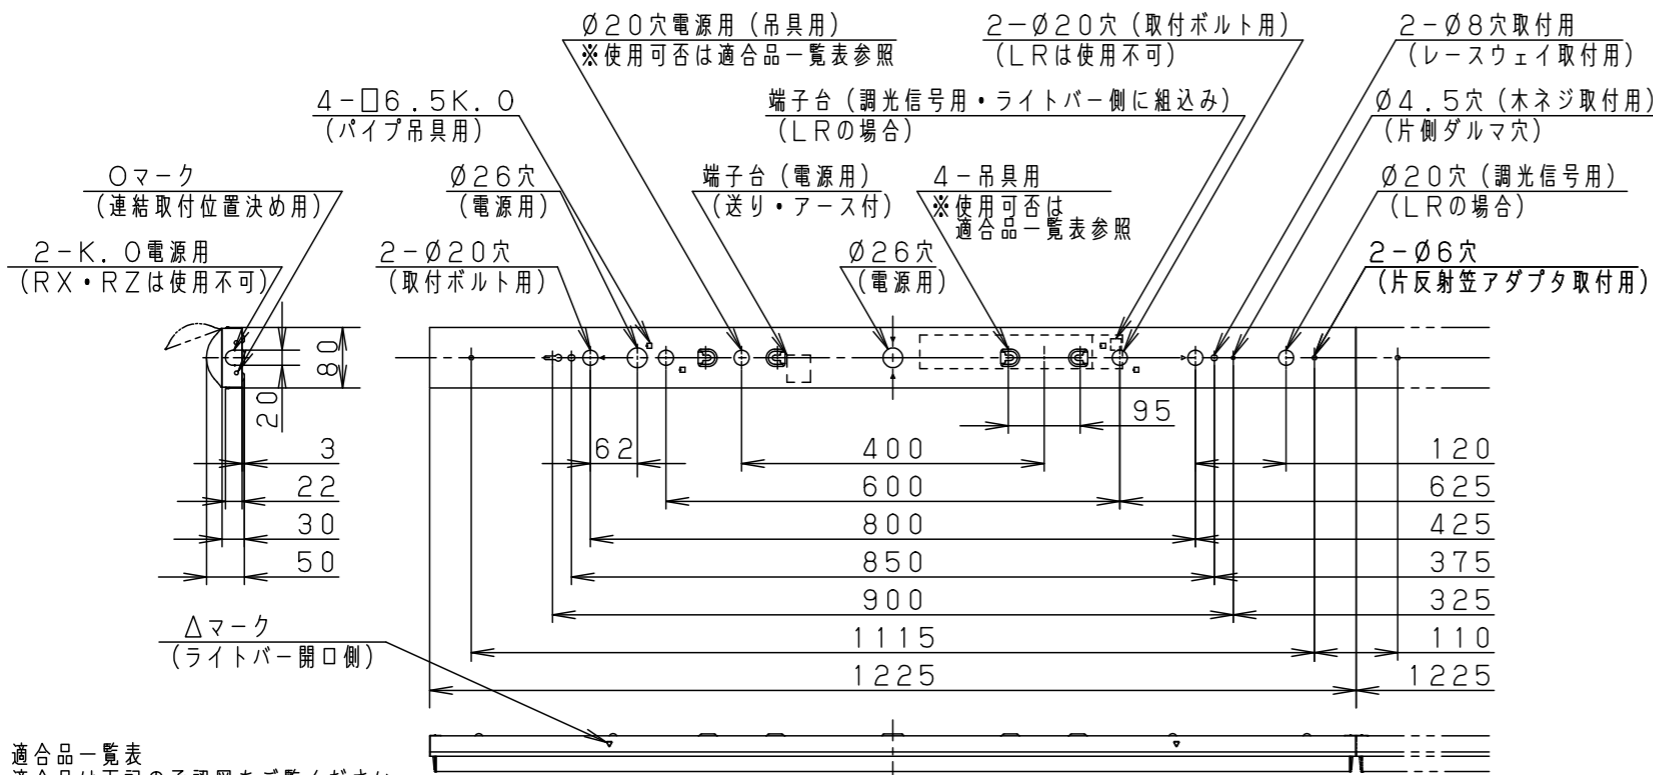 Ø20穴電源用(吊具用)
※使用可否は適合品一覧表参照
2-Ø20穴(取付ボルト用)
(LRは使用不可)
2-Ø8穴取付用
(レースウェイ取付用)
4-□6.5K.O
(パイプ吊具用)
端子台(調光信号用・ライトバー側に組込み)
(LRの場合)
Ø4.5穴(木ネジ取付用)
(片側ダルマ穴)
Oマーク
(連結取付位置決め用)
Ø26穴
(電源用)
端子台(電源用)
(送り・アース付)
4-吊具用
※使用可否は
適合品一覧表参照
Ø20穴(調光信号用)
(LRの場合)
2-K.O電源用
(RX・RZは使用不可)
2-Ø20穴
(取付ボルト用)
Ø26穴
(電源用)
2-Ø6穴
(片反射笠アダプタ取付用)
80
20
95
3
62
400
120
22
600
625
30
800
425
50
850
375
900
325
△マーク
(ライトバー開口側)
1115
110
1225
1225
適合品一覧表